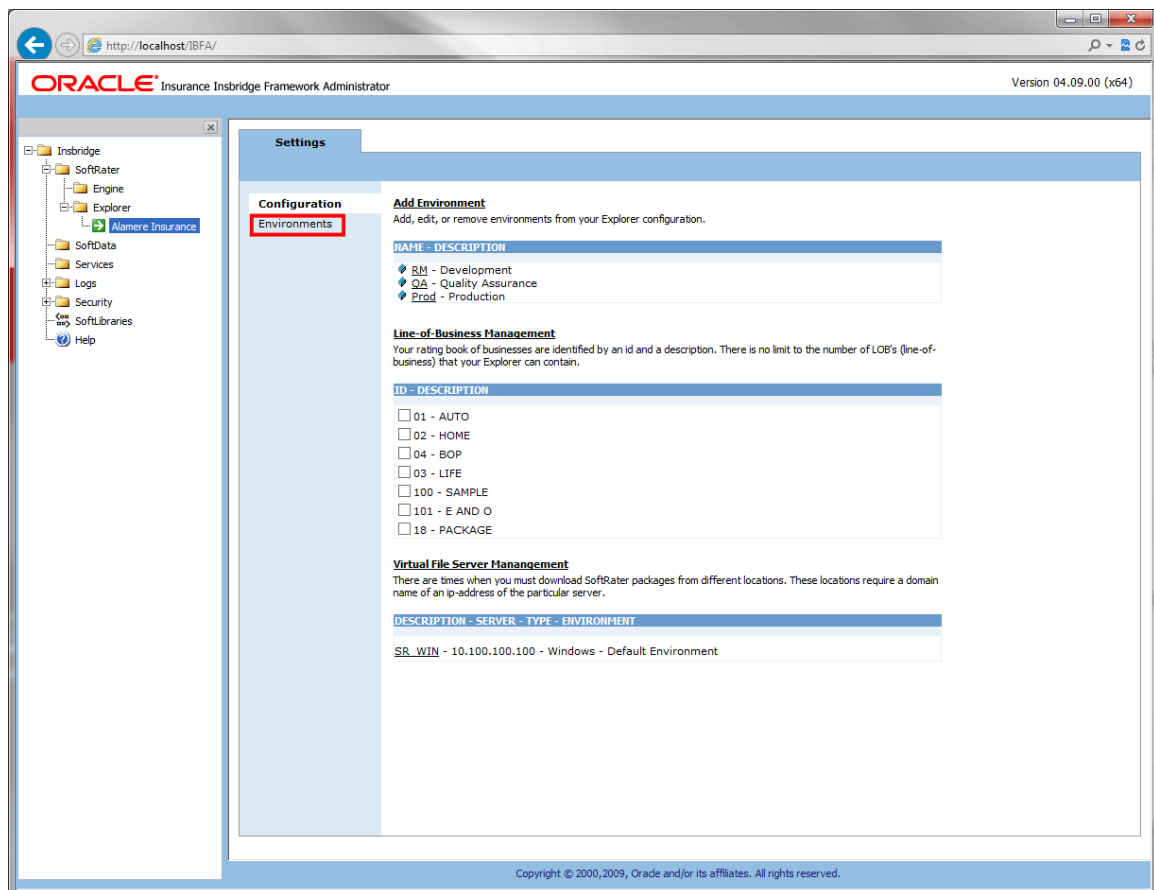 http://localhost/IBFA/
ORACLE Insurance Insbridge Framework Administrator
Version 04.09.00 (x64)
Insbridge
SoftRater
Engine
Explorer
Alamere Insurance
SoftData
Services
Logs
Security
SoftLibraries
Help
Settings
Configuration
Environments
Add Environment
Add, edit, or remove environments from your Explorer configuration.
NAME - DESCRIPTION
RM - Development
QA - Quality Assurance
Prod - Production
Line-of-Business Management
Your rating book of businesses are identified by an id and a description. There is no limit to the number of LOB's (line-of-
business) that your Explorer can contain.
ID - DESCRIPTION
01 - AUTO
02 - HOME
04 - BOP
03 - LIFE
100 - SAMPLE
101 - E AND O
18 - PACKAGE
Virtual File Server Manangement
There are times when you must download SoftRater packages from different locations. These locations require a domain
name of an ip-address of the particular server.
DESCRIPTION - SERVER - TYPE - ENVIRONMENT
SR_WIN - 10.100.100.100 - Windows - Default Environment
Copyright © 2000,2009, Oracle and/or its affiliates. All rights reserved.